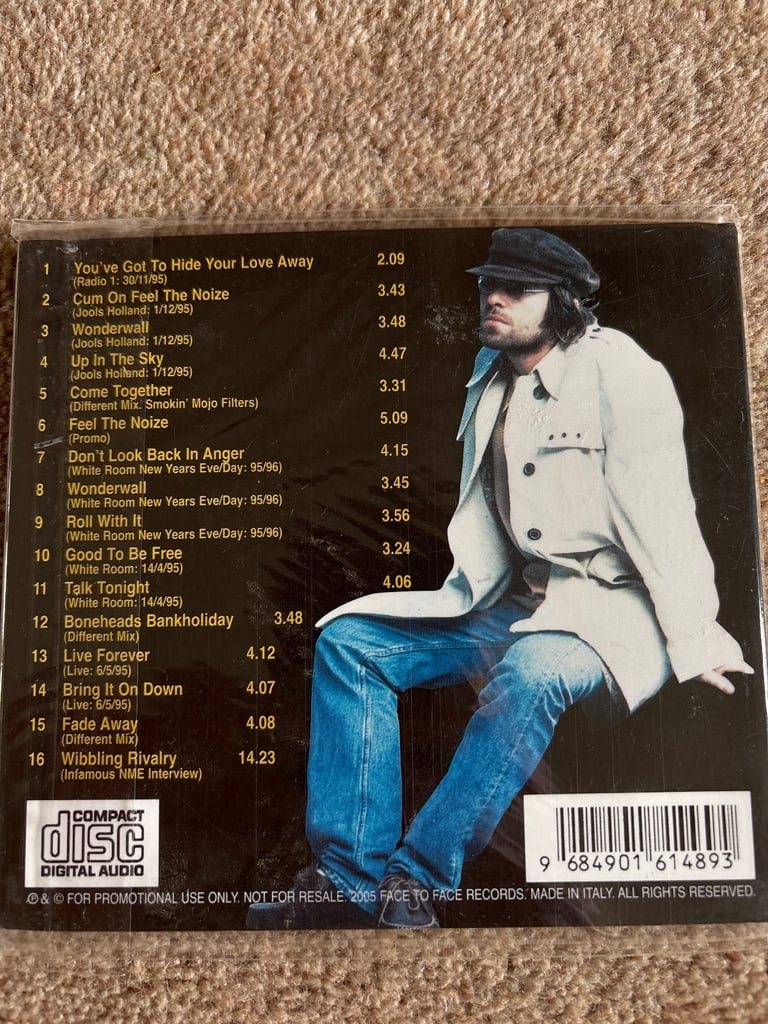 1 You've Got To Hide Your Love Away 2.09
(Radio 1: 30/11/95)
2 Cum On Feel The Noize 3.43
(Jools Holland: 1/12/95)
3 Wonderwall 3.48
(Jools Holland: 1/12/95)
4 Up In The Sky 4.47
(Jools Holland: 1/12/95)
5 Come Together 3.31
(Different Mix. Smokin' Mojo Filters)
6 Feel The Noize 5.09
(Promo)
7 Don't Look Back In Anger 4.15
(White Room New Years Eve/Day: 95/96)
8 Wonderwall 3.45
(White Room New Years Eve/Day: 95/96)
9 Roll With It 3.56
(White Room New Years Eve/Day: 95/96)
10 Good To Be Free 3.24
(White Room: 14/4/95)
11 Talk Tonight 4.06
(White Room: 14/4/95)
12 Boneheads Bankholiday 3.48
(Different Mix)
13 Live Forever 4.12
(Live: 6/5/95)
14 Bring It On Down 4.07
(Live: 6/5/95)
15 Fade Away 4.08
(Different Mix)
16 Wibbling Rivalry 14.23
(Infamous NME Interview)
COMPACT
disc
DIGITAL AUDIO
9 684901 614893
℗ & © FOR PROMOTIONAL USE ONLY. NOT FOR RESALE. 2005 FACE TO FACE RECORDS. MADE IN ITALY. ALL RIGHTS RESERVED.